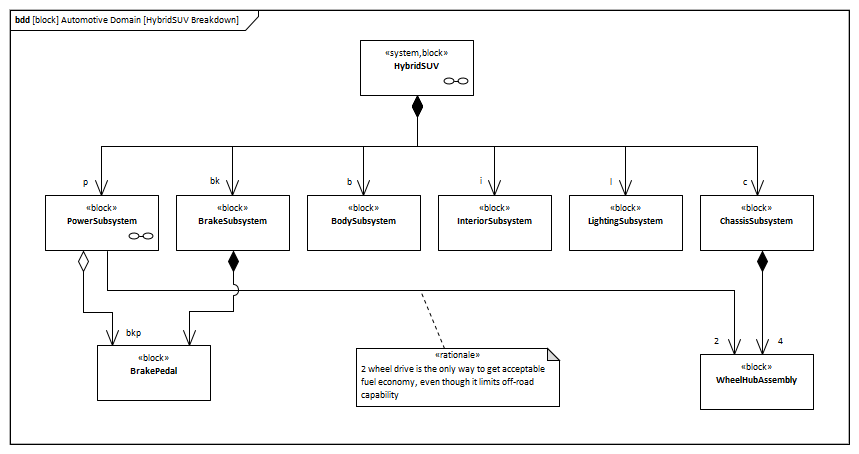 bdd [block] Automotive Domain [HybridSUV Breakdown]
«system,block»
HybridSUV
p
bk
b
i
l
c
«block»
PowerSubsystem
«block»
BrakeSubsystem
«block»
BodySubsystem
«block»
InteriorSubsystem
«block»
LightingSubsystem
«block»
ChassisSubsystem
bkp
2
4
«block»
BrakePedal
«rationale»
2 wheel drive is the only way to get acceptable
fuel economy, even though it limits off-road
capability
«block»
WheelHubAssembly